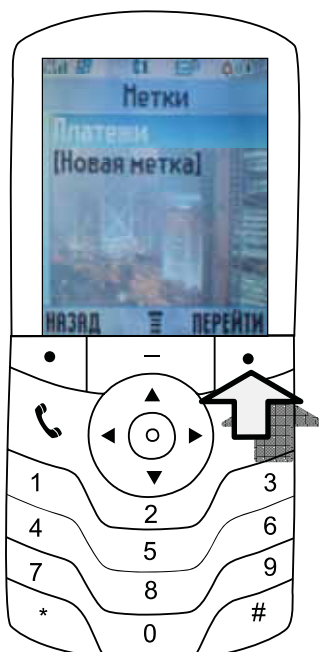 Метки
Платежи
[Новая метка]
НАЗАД ПЕРЕЙТИ
1 2 3
4 5 6
7 8 9
* 0 #